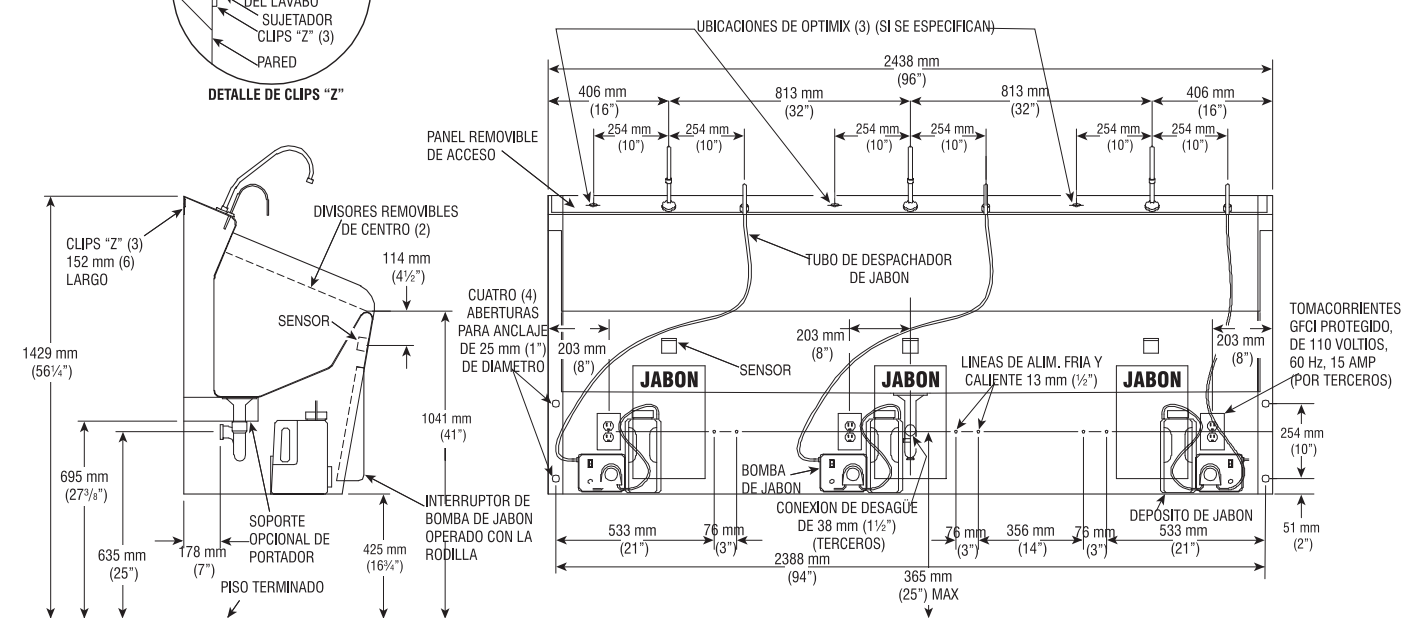 DEL LAVABO
SUJETADOR
CLIPS “Z” (3)
PARED
DETALLE DE CLIPS “Z”
CLIPS “Z” (3)
152 mm (6)
LARGO
DIVISORES REMOVIBLES
DE CENTRO (2)
114 mm
(4½”)
SENSOR
1429 mm
(56¼”)
1041 mm
(41”)
695 mm
(27³/₈”)
635 mm
(25”)
178 mm
(7”)
SOPORTE
OPCIONAL DE
PORTADOR
PISO TERMINADO
425 mm
(16¾”)
INTERRUPTOR DE
BOMBA DE JABON
OPERADO CON LA
RODILLA
UBICACIONES DE OPTIMIX (3) (SI SE ESPECIFICAN)
2438 mm
(96”)
406 mm
(16”)
813 mm
(32”)
813 mm
(32”)
406 mm
(16”)
254 mm
(10”)
254 mm
(10”)
254 mm
(10”)
254 mm
(10”)
254 mm
(10”)
254 mm
(10”)
PANEL REMOVIBLE
DE ACCESO
TUBO DE DESPACHADOR
DE JABON
CUATRO (4)
ABERTURAS
PARA ANCLAJE
DE 25 mm (1”)
DE DIAMETRO
203 mm
(8”)
SENSOR
203 mm
(8”)
LINEAS DE ALIM. FRIA Y
CALIENTE 13 mm (½”)
203 mm
(8”)
TOMACORRIENTES
GFCI PROTEGIDO,
DE 110 VOLTIOS,
60 Hz, 15 AMP
(POR TERCEROS)
JABON
JABON
JABON
254 mm
(10”)
BOMBA
DE JABON
CONEXION DE DESAGÜE
DE 38 mm (1½”)
(TERCEROS)
DEPOSITO DE JABON
51 mm
(2”)
533 mm
(21”)
76 mm
(3”)
76 mm
(3”)
356 mm
(14”)
76 mm
(3”)
533 mm
(21”)
2388 mm
(94”)
365 mm
(25”) MAX